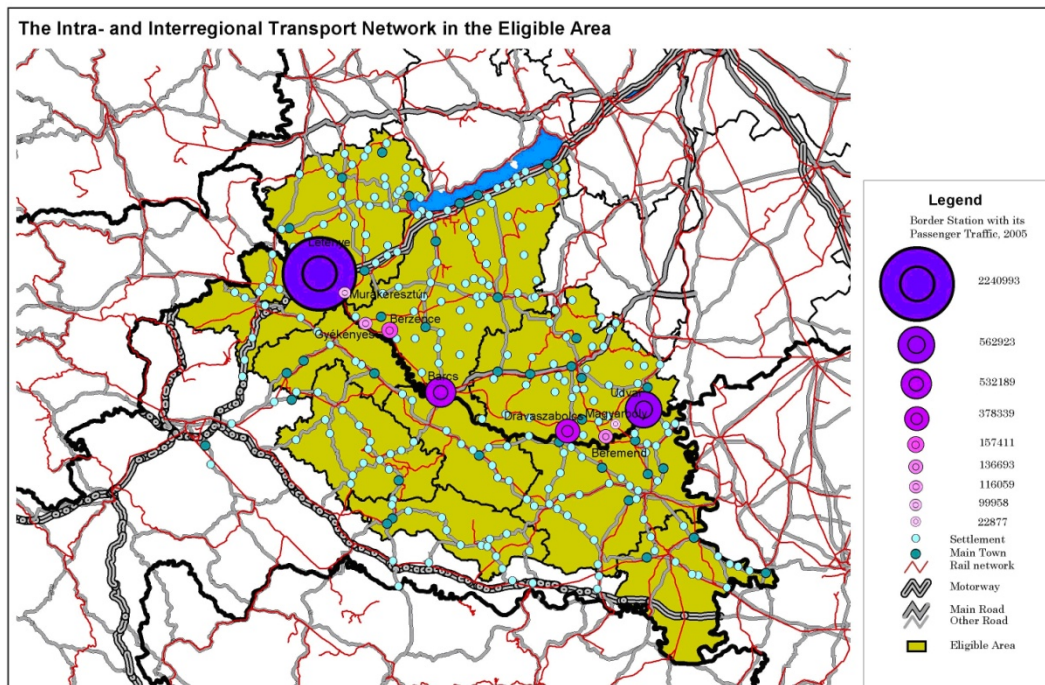 The Intra- and Interregional Transport Network in the Eligible Area
Letenye
Murakeresztúr
Berzence
Gyékényes
Barcs
Udvar
Drávaszabolcs
Magyarbóly
Beremend
Legend
Border Station with its
Passenger Traffic, 2005
2240993
562923
532189
378339
157411
136693
116059
99958
22877
Settlement
Main Town
Rail network
Motorway
Main Road
Other Road
Eligible Area